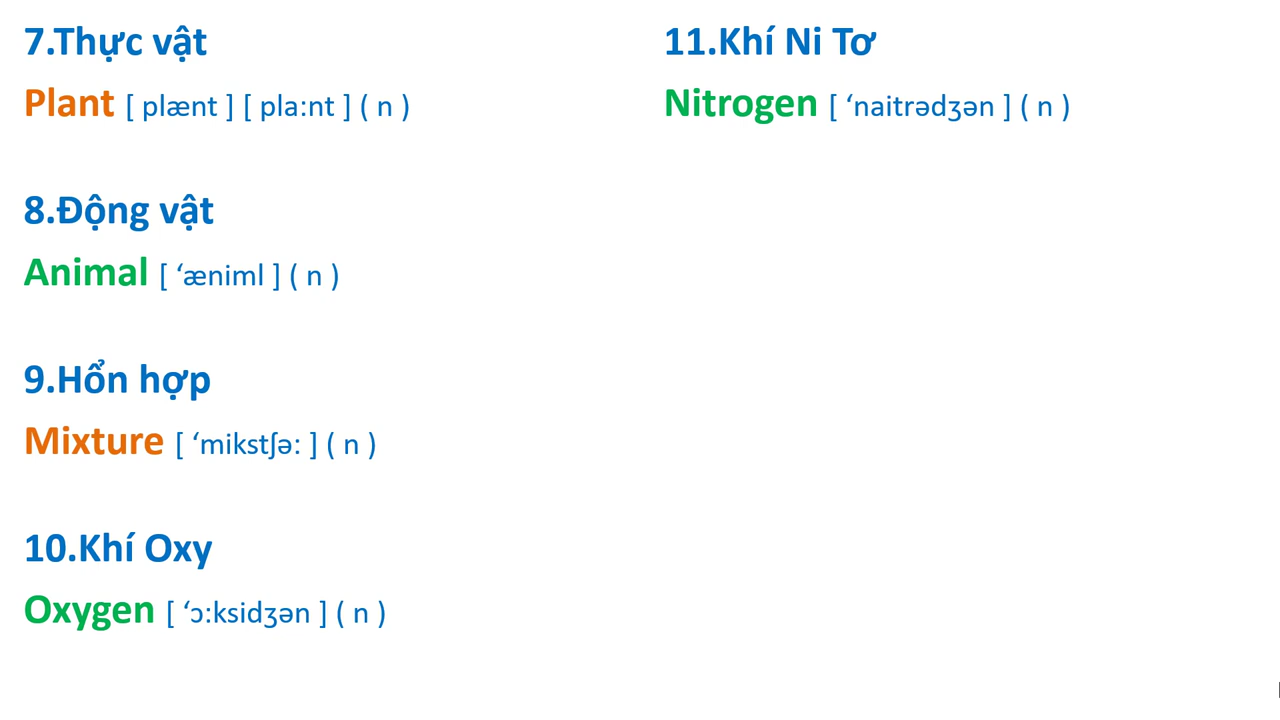 7.Thực vật
Plant [ plænt ] [ pla:nt ] ( n )
8.Động vật
Animal [ ‘æniml ] ( n )
9.Hổn hợp
Mixture [ ‘mikst∫ə: ] ( n )
10.Khí Oxy
Oxygen [ ‘ɔ:ksidʒən ] ( n )
11.Khí Ni Tơ
Nitrogen [ ‘naitrədʒən ] ( n )